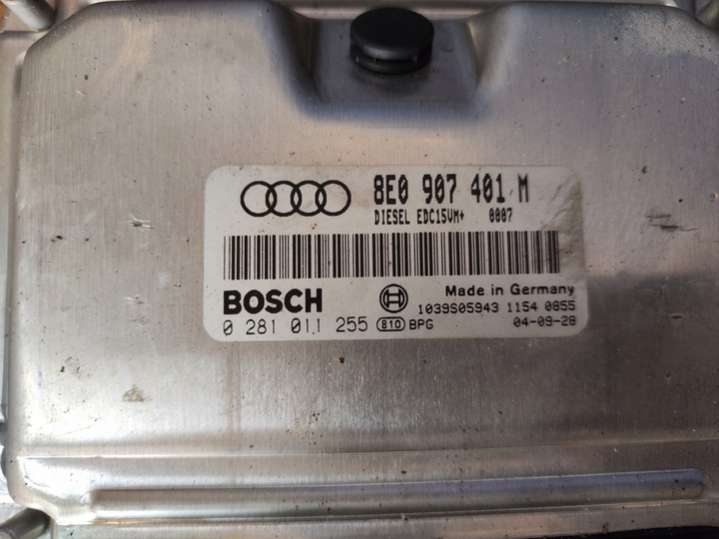 8E0 907 401 M
DIESEL EDC15VM+ 0007
BOSCH
Made in Germany
1039S05943 1154 0855
0 281 011 255 810 BPG 04-09-28